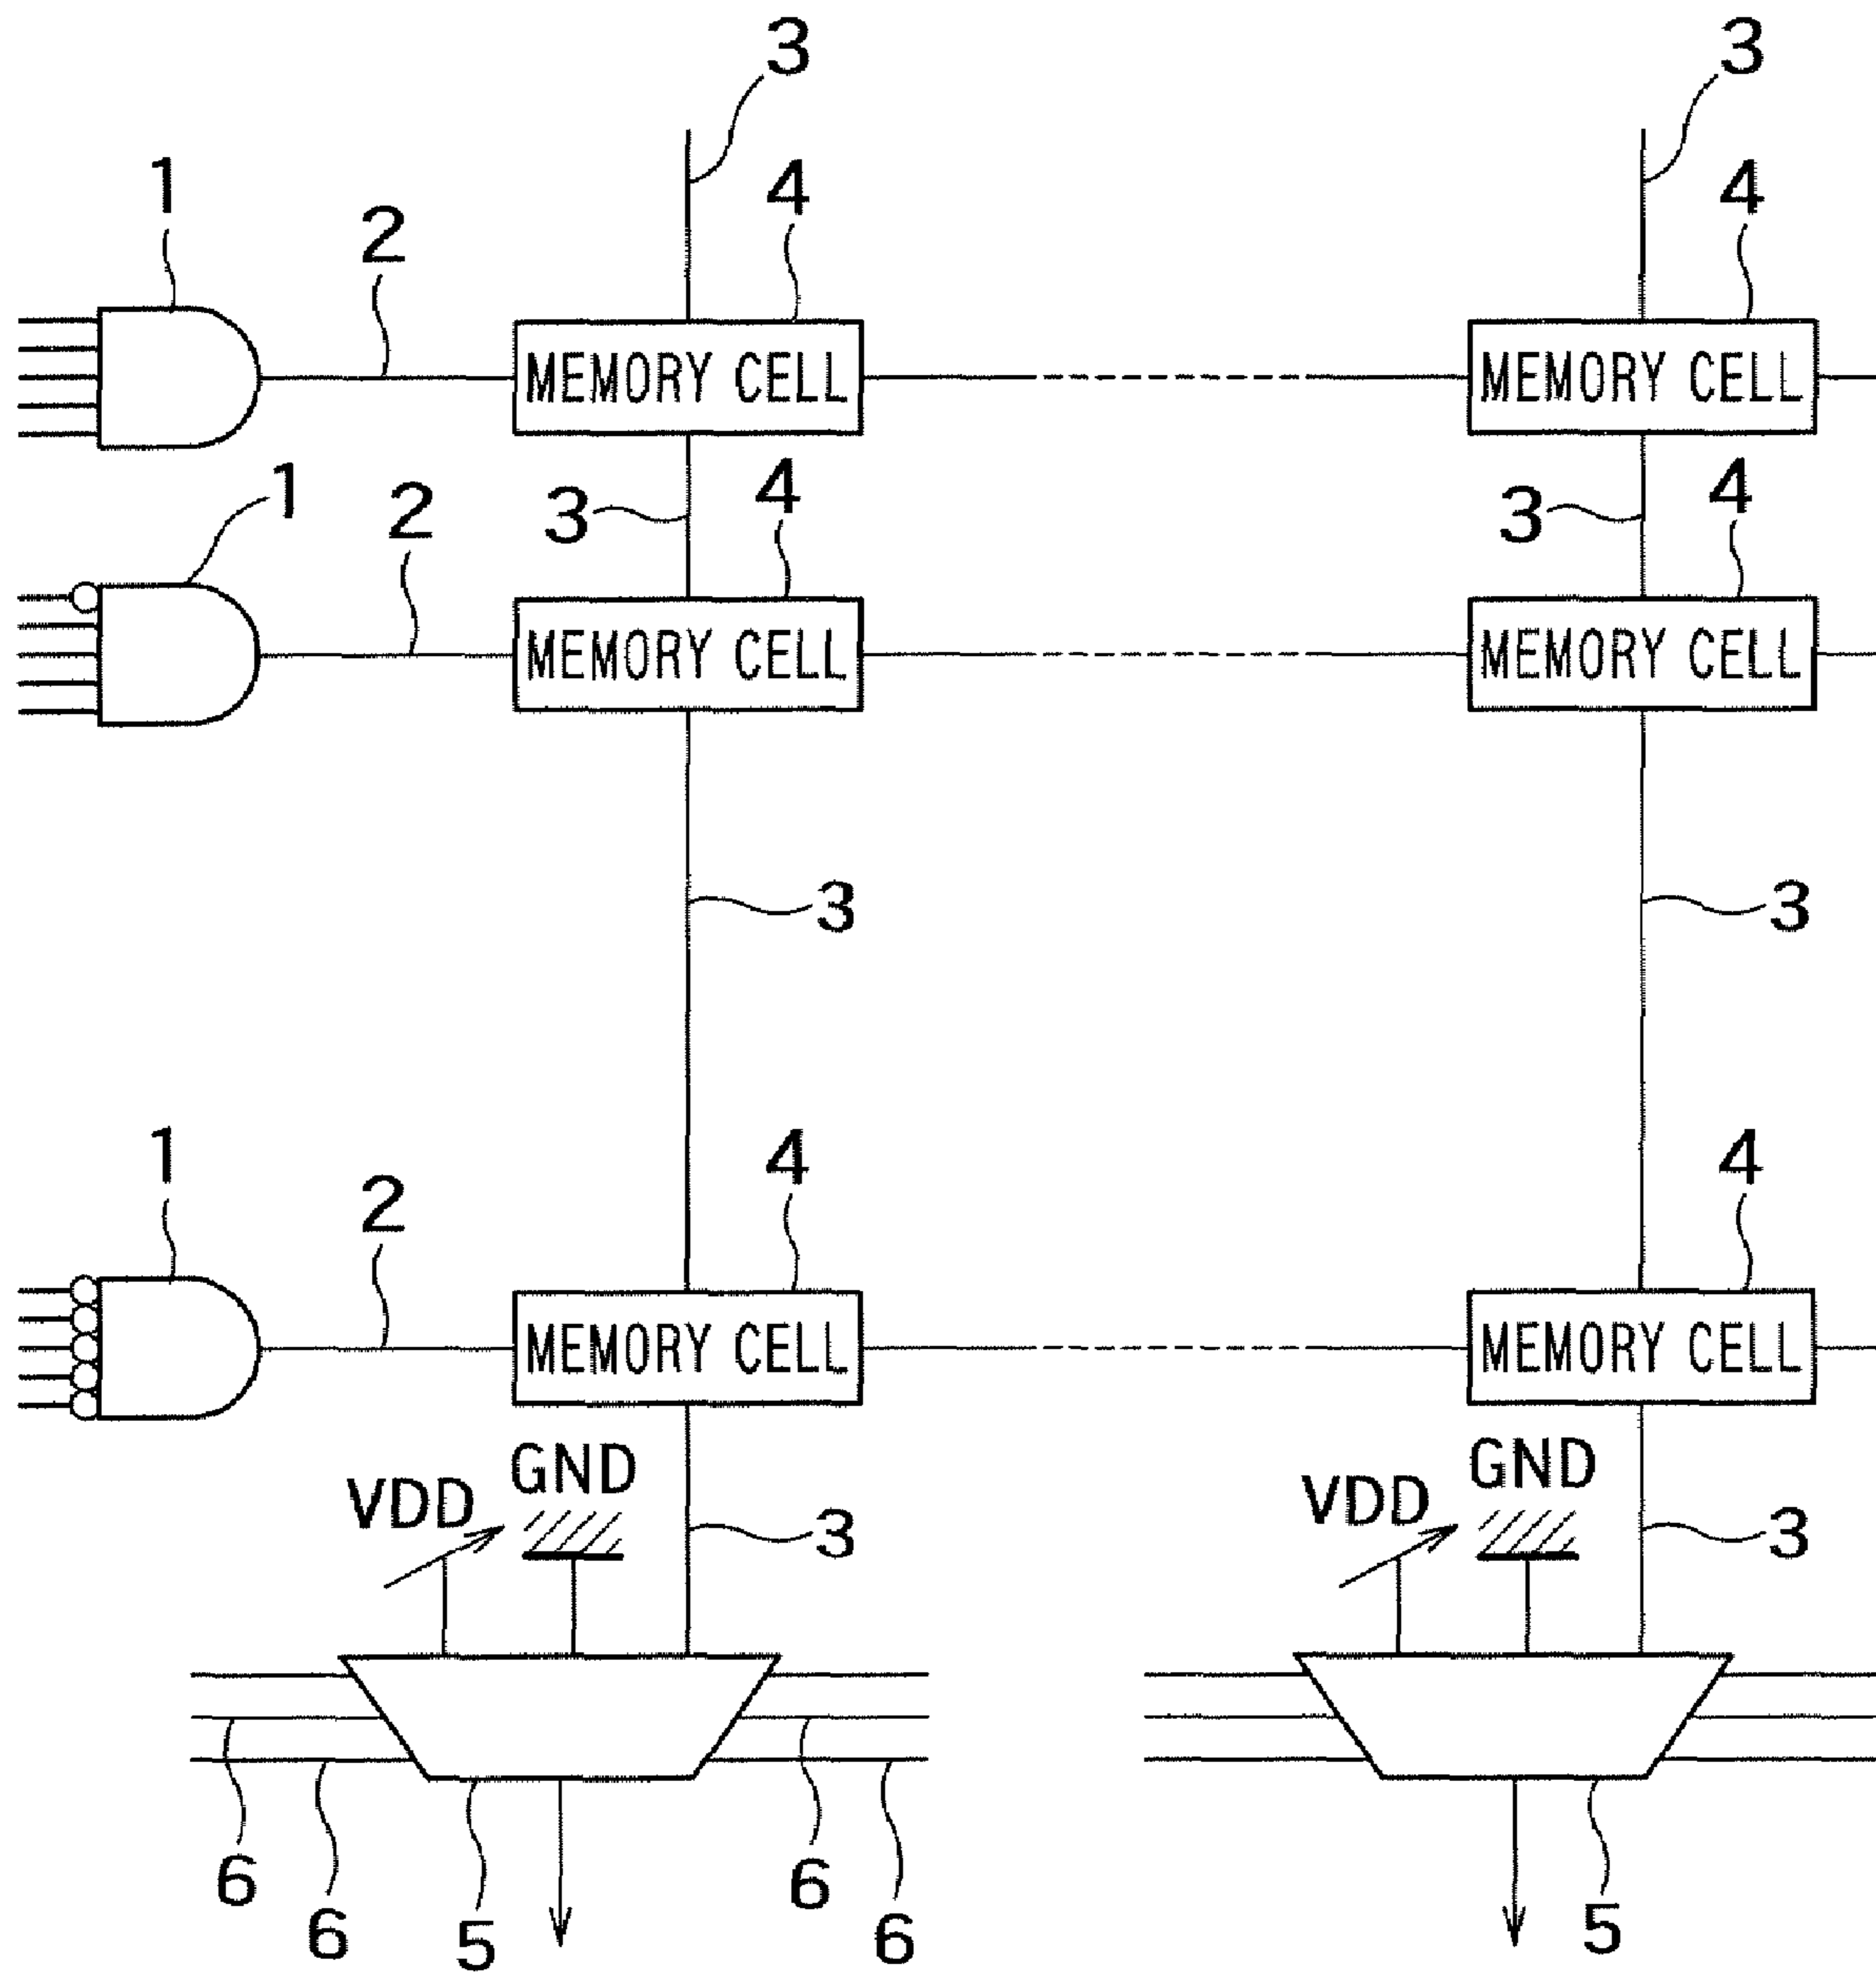 3 3
1 4 4
2
MEMORY CELL MEMORY CELL
1 2 3 4 3 4
MEMORY CELL MEMORY CELL
3 3
1 4 4
2
MEMORY CELL MEMORY CELL
VDD GND VDD GND
3 3
6 6
6 5 6 5